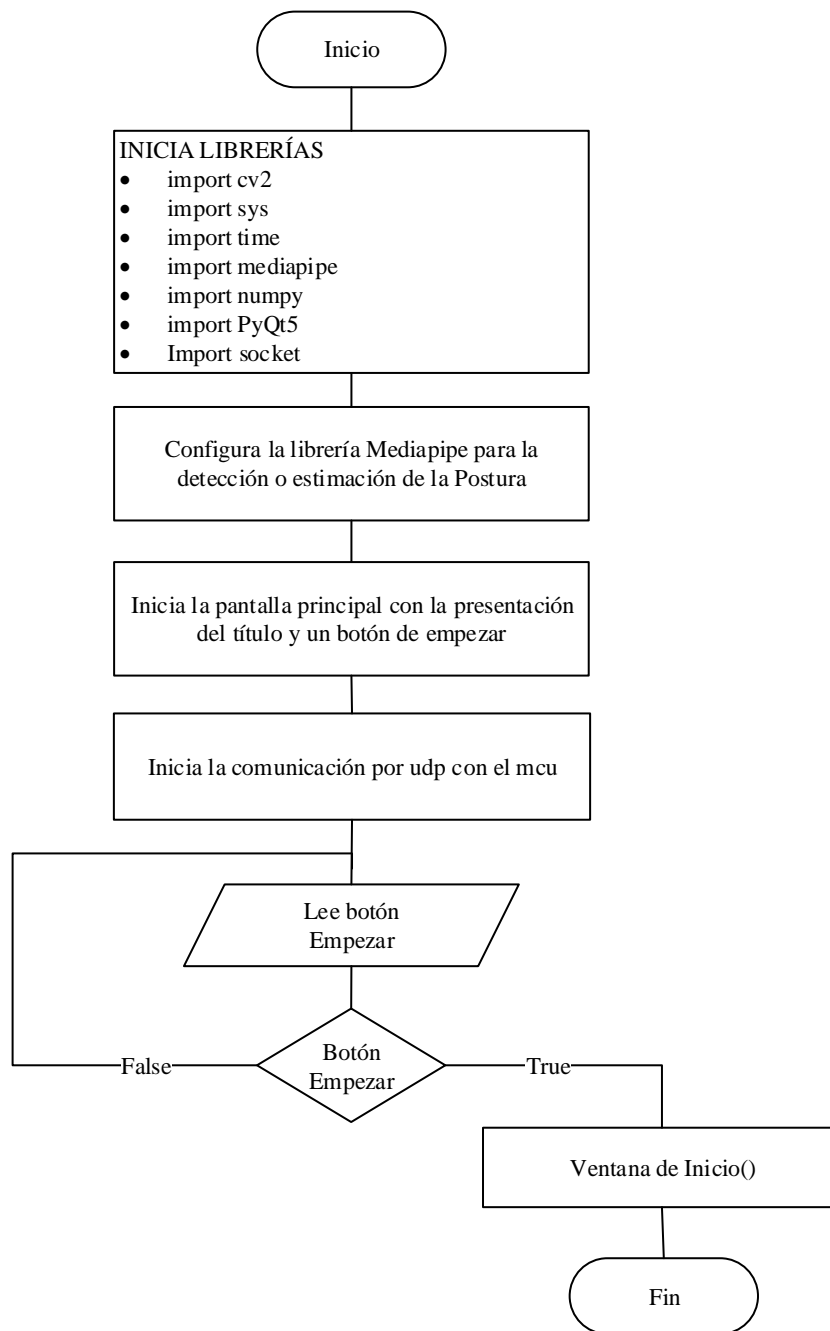 Inicio
INICIA LIBRERÍAS
• import cv2
• import sys
• import time
• import mediapipe
• import numpy
• import PyQt5
• Import socket
Configura la librería Mediapipe para la
detección o estimación de la Postura
Inicia la pantalla principal con la presentación
del título y un botón de empezar
Inicia la comunicación por udp con el mcu
Lee botón
Empezar
Botón
Empezar
False
True
Ventana de Inicio()
Fin